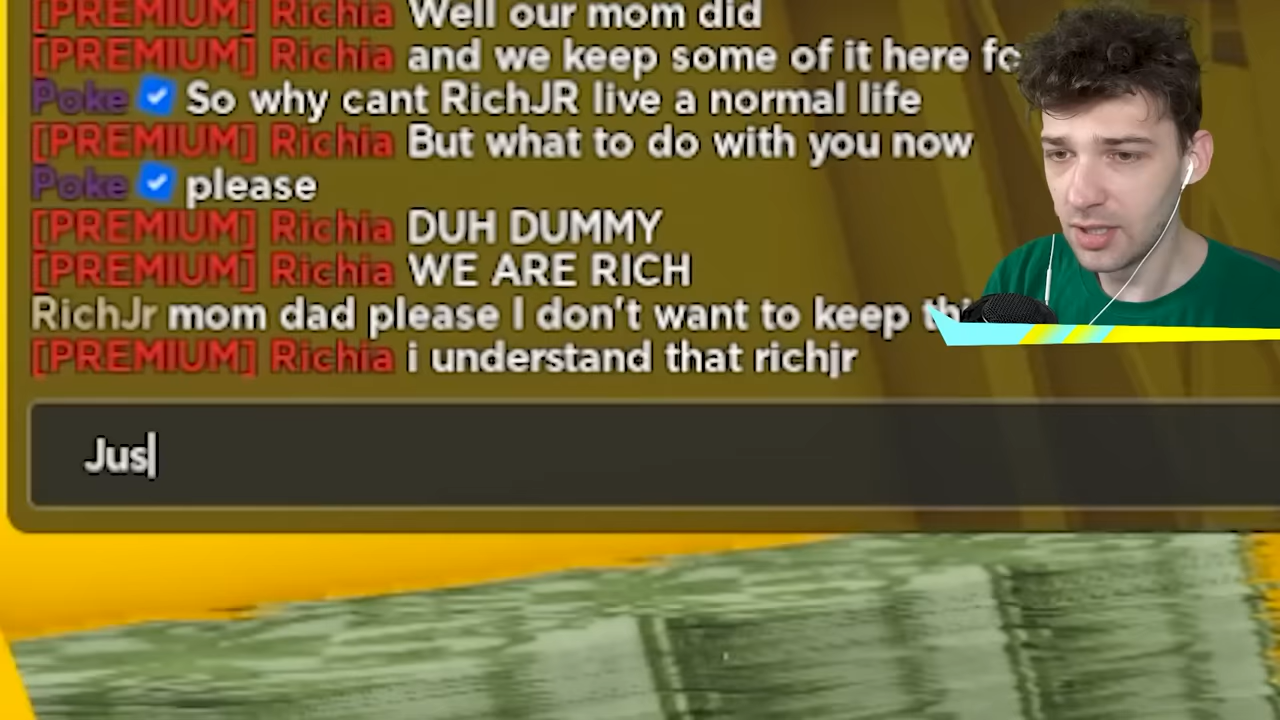 [PREMIUM] Richia Well our mom did
[PREMIUM] Richia and we keep some of it here
Poke So why cant RichJR live a normal life
[PREMIUM] Richia But what to do with you now
Poke please
[PREMIUM] Richia DUH DUMMY
[PREMIUM] Richia WE ARE RICH
RichJr mom dad please I don't want to keep
[PREMIUM] Richia i understand that richjr
Jus